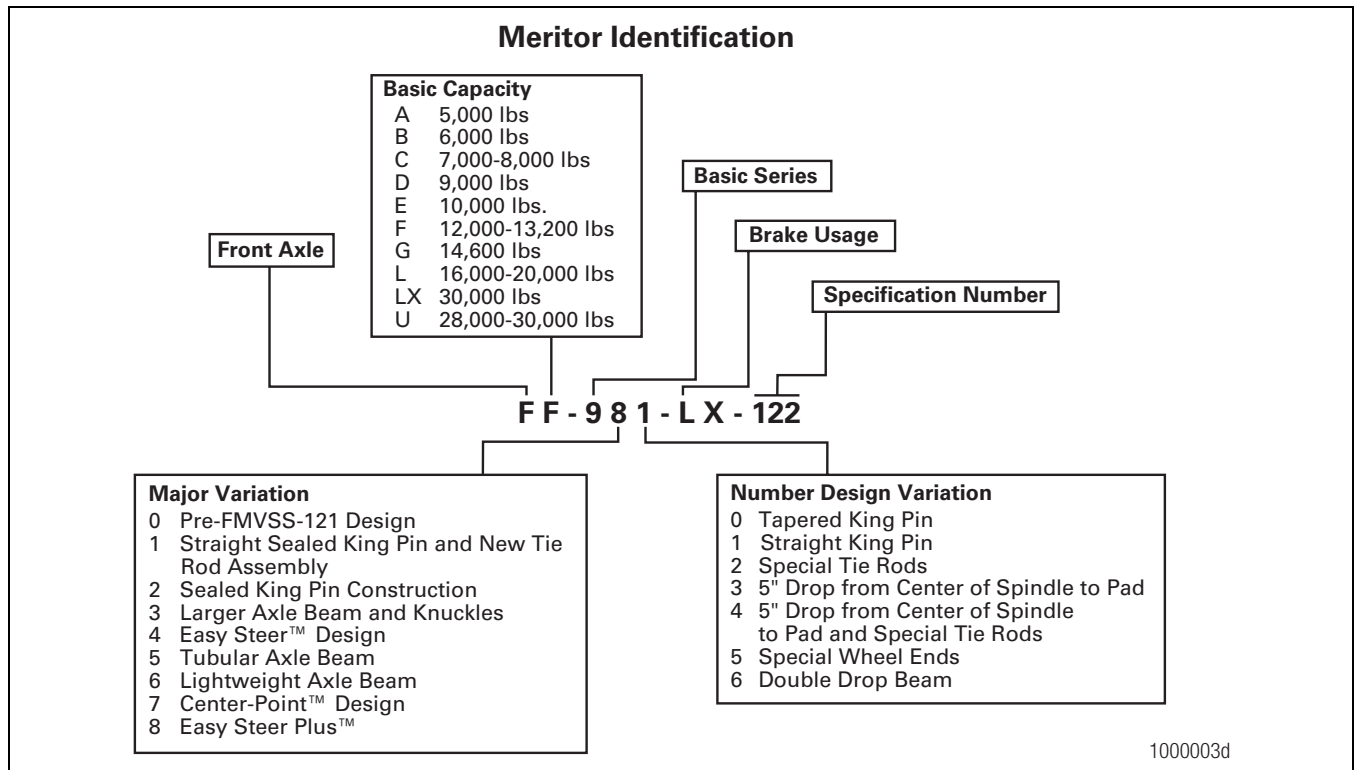 Meritor Identification
Basic Capacity
A 5,000 lbs
B 6,000 lbs
C 7,000-8,000 lbs
D 9,000 lbs
E 10,000 lbs.
F 12,000-13,200 lbs
G 14,600 lbs
L 16,000-20,000 lbs
LX 30,000 lbs
U 28,000-30,000 lbs
Front Axle
Basic Series
Brake Usage
Specification Number
F F - 9 8 1 - L X - 122
Major Variation
0 Pre-FMVSS-121 Design
1 Straight Sealed King Pin and New Tie
Rod Assembly
2 Sealed King Pin Construction
3 Larger Axle Beam and Knuckles
4 Easy Steer™ Design
5 Tubular Axle Beam
6 Lightweight Axle Beam
7 Center-Point™ Design
8 Easy Steer Plus™
Number Design Variation
0 Tapered King Pin
1 Straight King Pin
2 Special Tie Rods
3 5" Drop from Center of Spindle to Pad
4 5" Drop from Center of Spindle
to Pad and Special Tie Rods
5 Special Wheel Ends
6 Double Drop Beam
1000003d